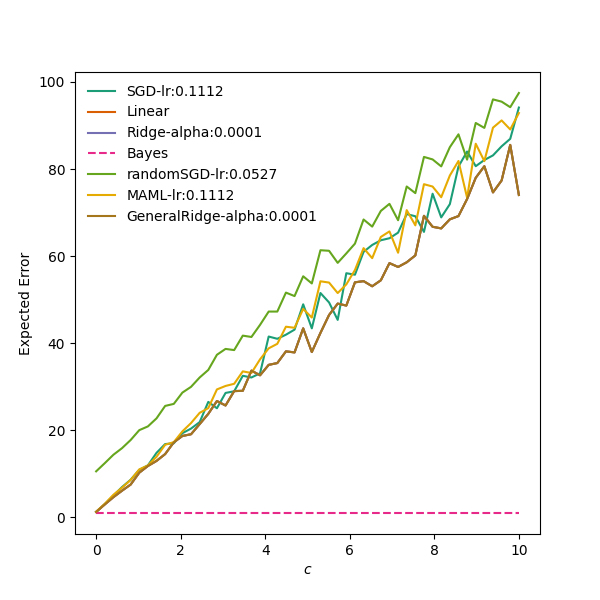 100
80
60
40
20
0
Expected Error
SGD-lr:0.1112
Linear
Ridge-alpha:0.0001
Bayes
randomSGD-lr:0.0527
MAML-lr:0.1112
GeneralRidge-alpha:0.0001
0 2 4 6 8 10
c